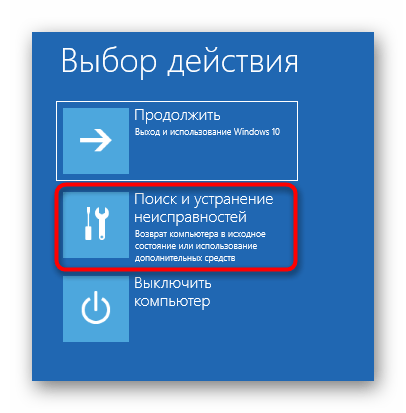 Выбор действия
Продолжить
Выход и использование Windows 10
Поиск и устранение
неисправностей
Возврат компьютера в исходное
состояние или использование
дополнительных средств
Выключить
компьютер